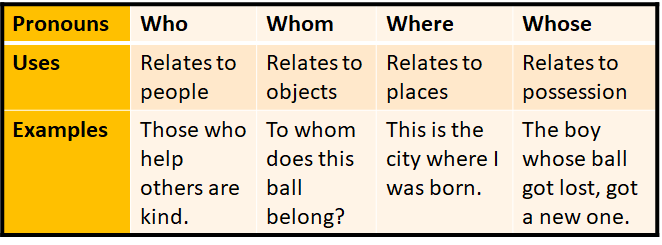 Pronouns Who Whom Where Whose
Uses Relates to people Relates to objects Relates to places Relates to possession
Examples Those who help others are kind. To whom does this ball belong? This is the city where I was born. The boy whose ball got lost, got a new one.